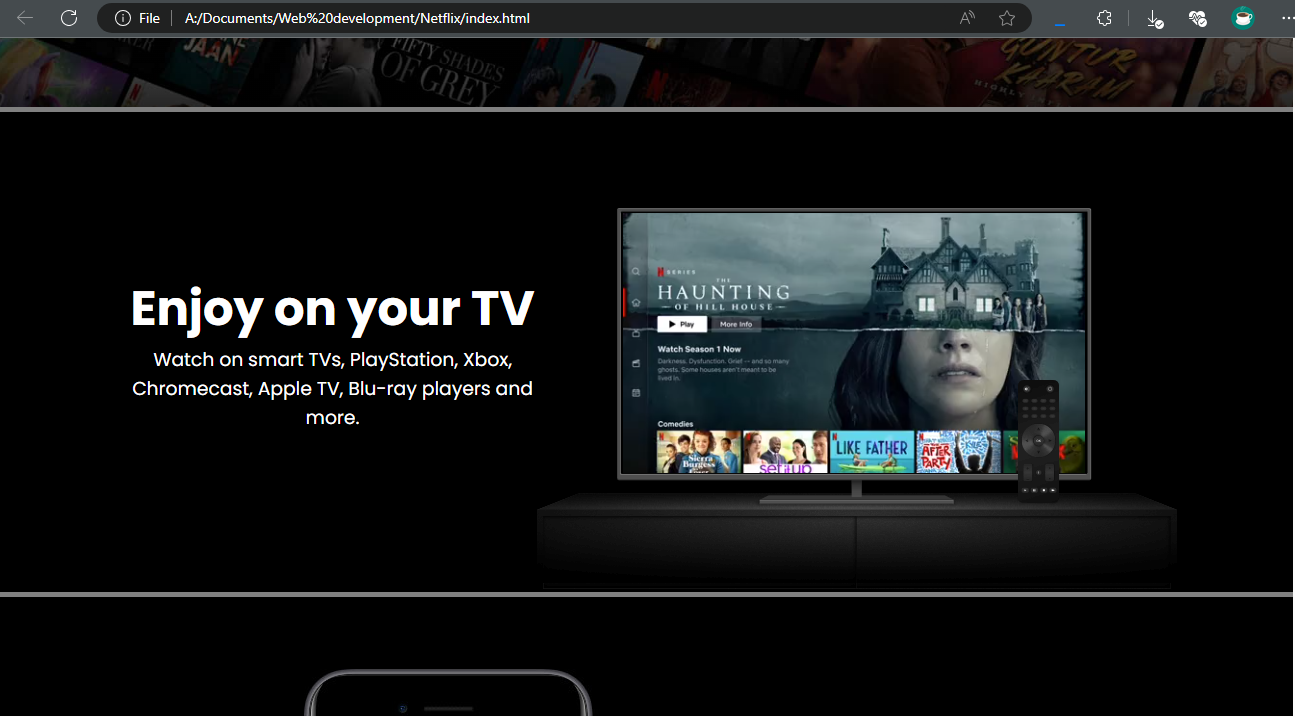 File
A:/Documents/Web%20development/Netflix/index.html
JAAN
FIFTY SHADES
OF GREY
GUNTUR
KAARAM
Enjoy on your TV
Watch on smart TVs, PlayStation, Xbox,
Chromecast, Apple TV, Blu-ray players and
more.
N SERIES
THE
HAUNTING
OF HILL HOUSE
Play
More Info
Watch Season 1 Now
Darkness. Dysfunction. Grief -- and so many
ghosts. Some houses aren't meant to be
lived in.
Comedies
Sierra
Burgess
set it up
LIKE FATHER
THE
AFTER
PARTY